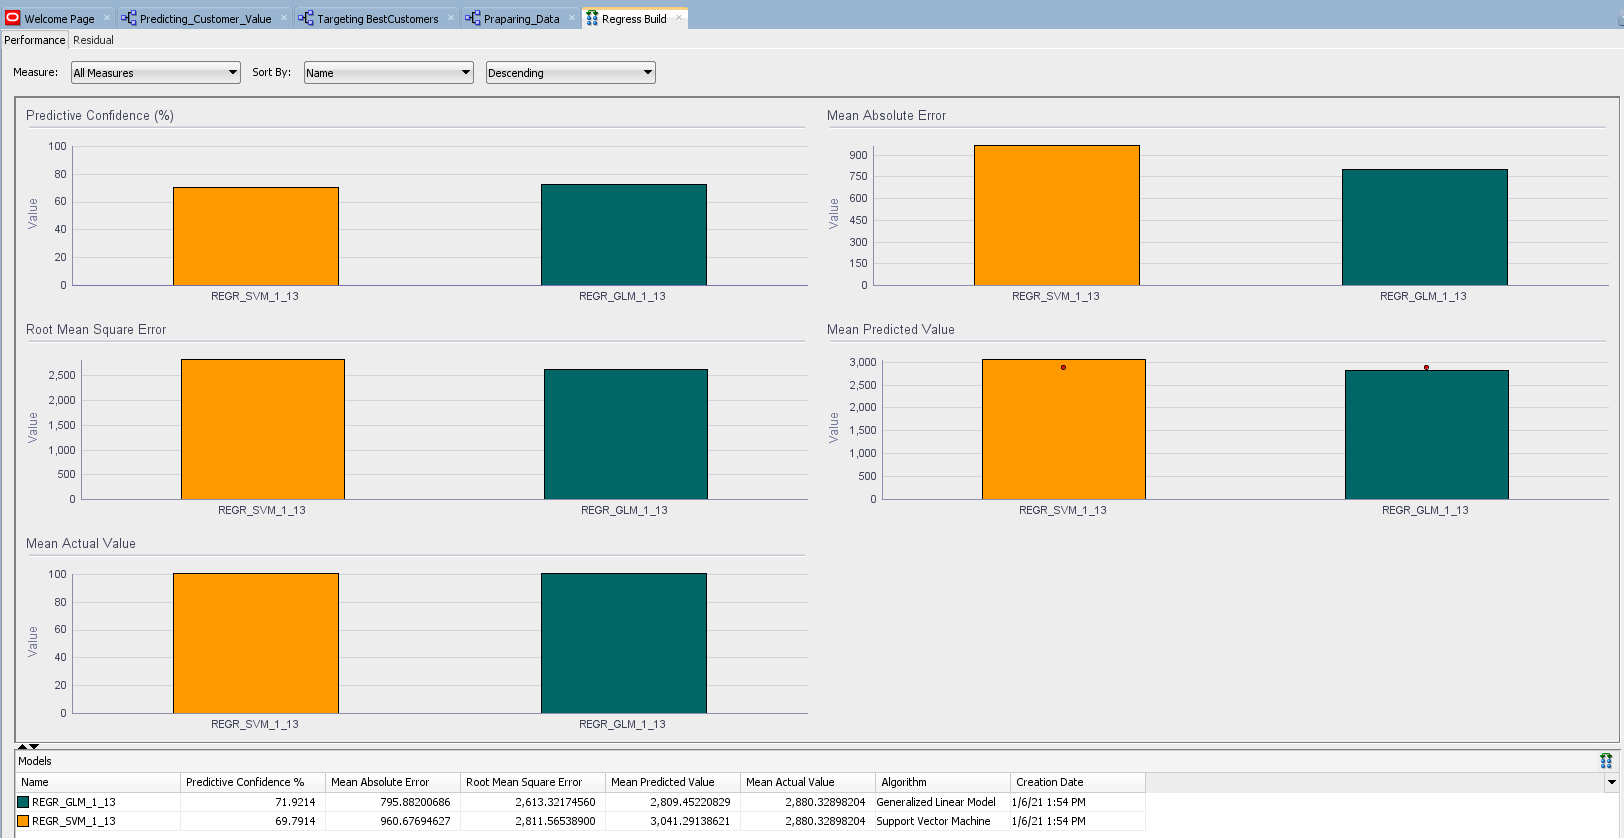 Welcome Page × Predicting_Customer_Value × Targeting BestCustomers × Praparing_Data × Regress Build ×
Performance Residual
Measure: All Measures Sort By: Name Descending
Predictive Confidence (%)
100
80
60
40
20
0
Value
REGR_SVM_1_13 REGR_GLM_1_13
Mean Absolute Error
900
750
600
450
300
150
0
Value
REGR_SVM_1_13 REGR_GLM_1_13
Root Mean Square Error
2,500
2,000
1,500
1,000
500
0
Value
REGR_SVM_1_13 REGR_GLM_1_13
Mean Predicted Value
3,000
2,500
2,000
1,500
1,000
500
0
Value
REGR_SVM_1_13 REGR_GLM_1_13
Mean Actual Value
100
80
60
40
20
0
Value
REGR_SVM_1_13 REGR_GLM_1_13
Models
Name Predictive Confidence % Mean Absolute Error Root Mean Square Error Mean Predicted Value Mean Actual Value Algorithm Creation Date
REGR_GLM_1_13 71.9214 795.88200686 2,613.32174560 2,809.45220829 2,880.32898204 Generalized Linear Model 1/6/21 1:54 PM
REGR_SVM_1_13 69.7914 960.67694627 2,811.56538900 3,041.29138621 2,880.32898204 Support Vector Machine 1/6/21 1:54 PM